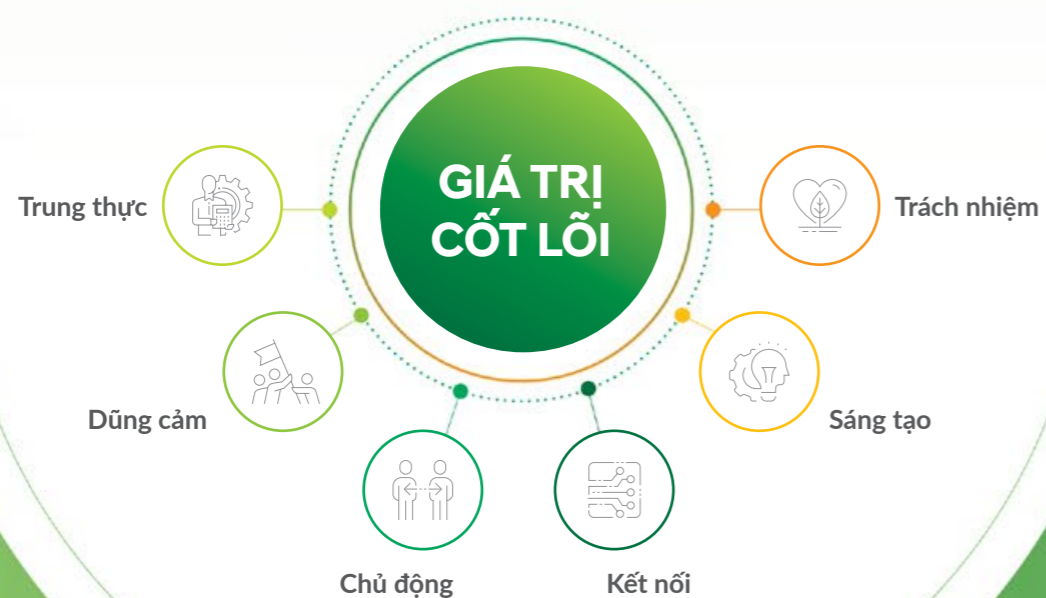 GIÁ TRỊ
CỐT LÕI
Trung thực
Trách nhiệm
Dũng cảm
Sáng tạo
Chủ động
Kết nối